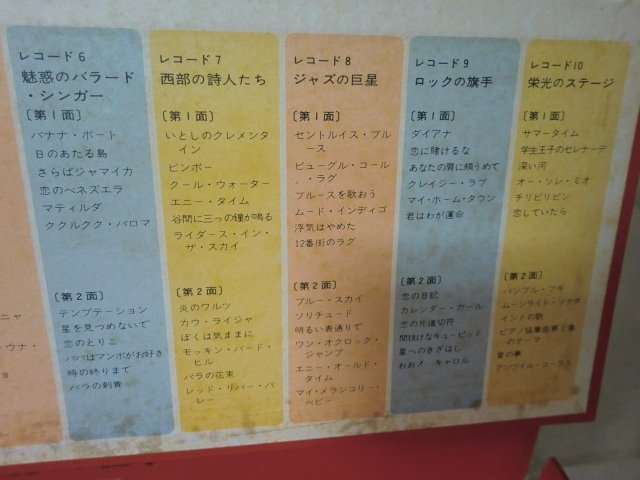 ニャ
ウナ・
ョ
レコード6
魅惑のバラード
・シンガー
〔第1面〕
バナナ・ボート
日のあたる島
さらばジャマイカ
恋のベネズエラ
マティルダ
ククルクク・パロマ
〔第2面〕
テンプテーション
星を見つめないで
恋のとりこ
パパはマンボがお好き
時の終りまで
バラの刺青
レコード7
西部の詩人たち
〔第1面〕
いとしのクレメンタ
イン
ビンボー
クール・ウォーター
エニー・タイム
谷間に三つの鐘が鳴る
ライダース・イン・
ザ・スカイ
〔第2面〕
炎のワルツ
カウ・ライジャ
ぼくは気ままに
モッキン・バード・
ヒル
バラの花束
レッド・リバー・バ
レー
レコード8
ジャズの巨星
〔第1面〕
セントルイス・ブル
ース
ビューグル・コール
・ラグ
ブルースを歌おう
ムード・インディゴ
浮気はやめた
12番街のラグ
〔第2面〕
ブルー・スカイ
ソリチュード
明るい表通りで
ワン・オクロック・
ジャンプ
エニー・オールド・
タイム
マイ・メランコリー・
ベビー
レコード9
ロックの旗手
〔第1面〕
ダイアナ
恋に賭けるな
あなたの肩に頬うめて
クレイジー・ラブ
マイ・ホーム・タウン
君はわが運命
〔第2面〕
恋の日記
カレンダー・ガール
恋の片道切符
間抜けなキューピッド
星へのきざはし
おお！キャロル
レコード10
栄光のステージ
〔第1面〕
サマータイム
学生王子のセレナーデ
深い河
オー・ソレ・ミオ
チリビリビン
恋していたら
〔第2面〕
バンブル・ブギ
ムーンライト・ソナタ
インドの歌
ピアノ協奏曲第1番
のテーマ
愛の夢
アンヴィル・コーラス